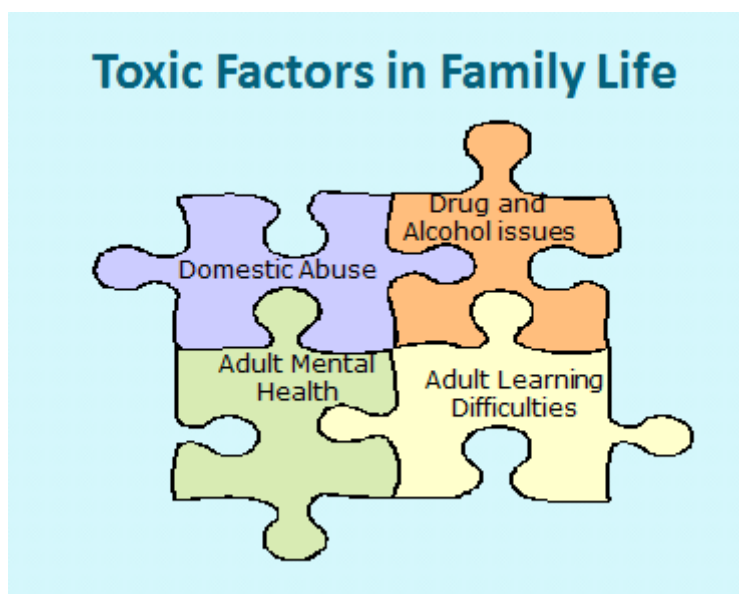 Toxic Factors in Family Life
Drug and
Alcohol issues
Domestic Abuse
Adult Mental
Health
Adult Learning
Difficulties